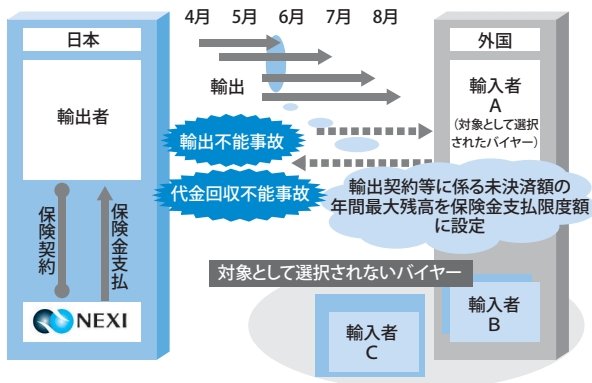 4月 5月 6月 7月 8月
日本
外国
輸出者
輸出
輸入者
A
(対象として選択
されたバイヤー)
輸出不能事故
代金回収不能事故
輸出契約等に係る未決済額の
年間最大残高を保険金支払限度額
に設定
保険契約
保険金支払
対象として選択されないバイヤー
NEXI
輸入者
B
輸入者
C